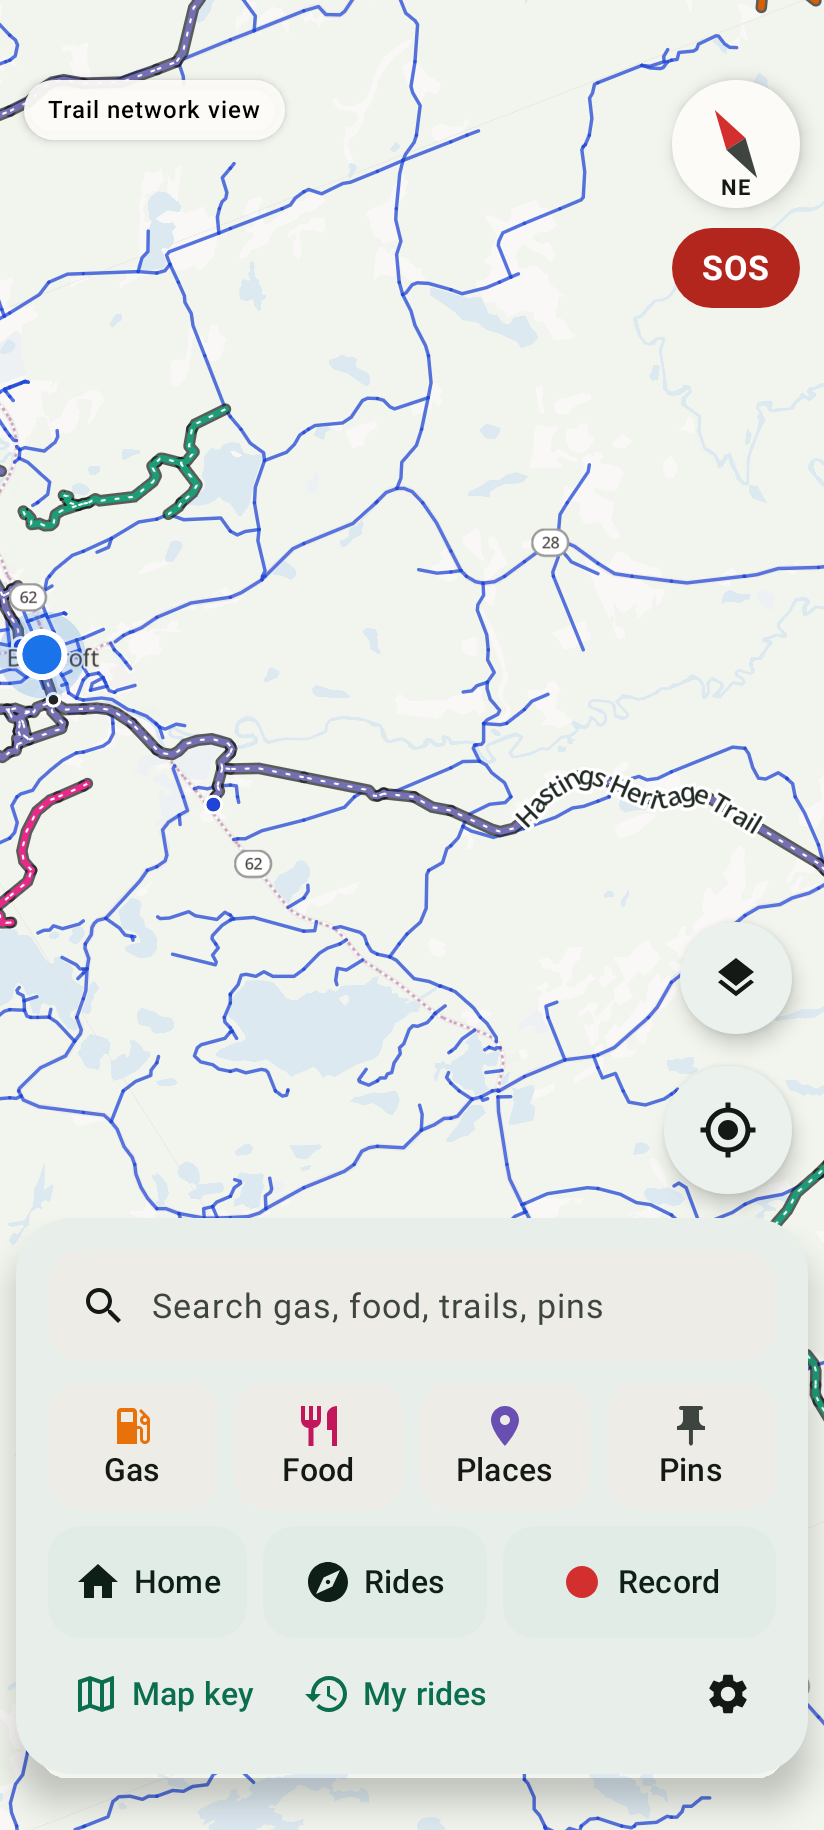 Trail network view
NE
SOS
28
62
62
Hastings Heritage Trail
Search gas, food, trails, pins
Gas
Food
Places
Pins
Home
Rides
Record
Map key
My rides